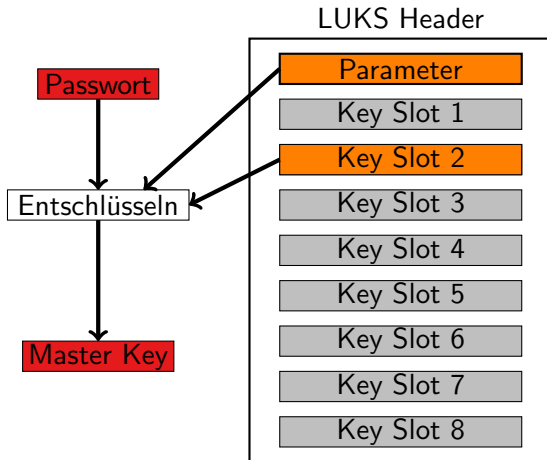 LUKS Header
Passwort
Entschlüsseln
Master Key
Parameter
Key Slot 1
Key Slot 2
Key Slot 3
Key Slot 4
Key Slot 5
Key Slot 6
Key Slot 7
Key Slot 8